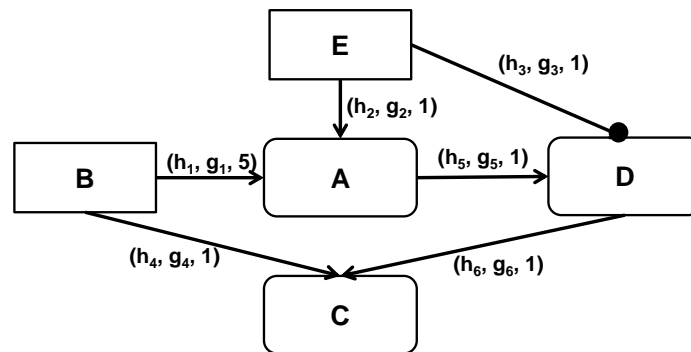 E
(h₃, g₃, 1)
(h₂, g₂, 1)
B
(h₁, g₁, 5)
A
(h₅, g₅, 1)
D
(h₄, g₄, 1)
(h₆, g₆, 1)
C